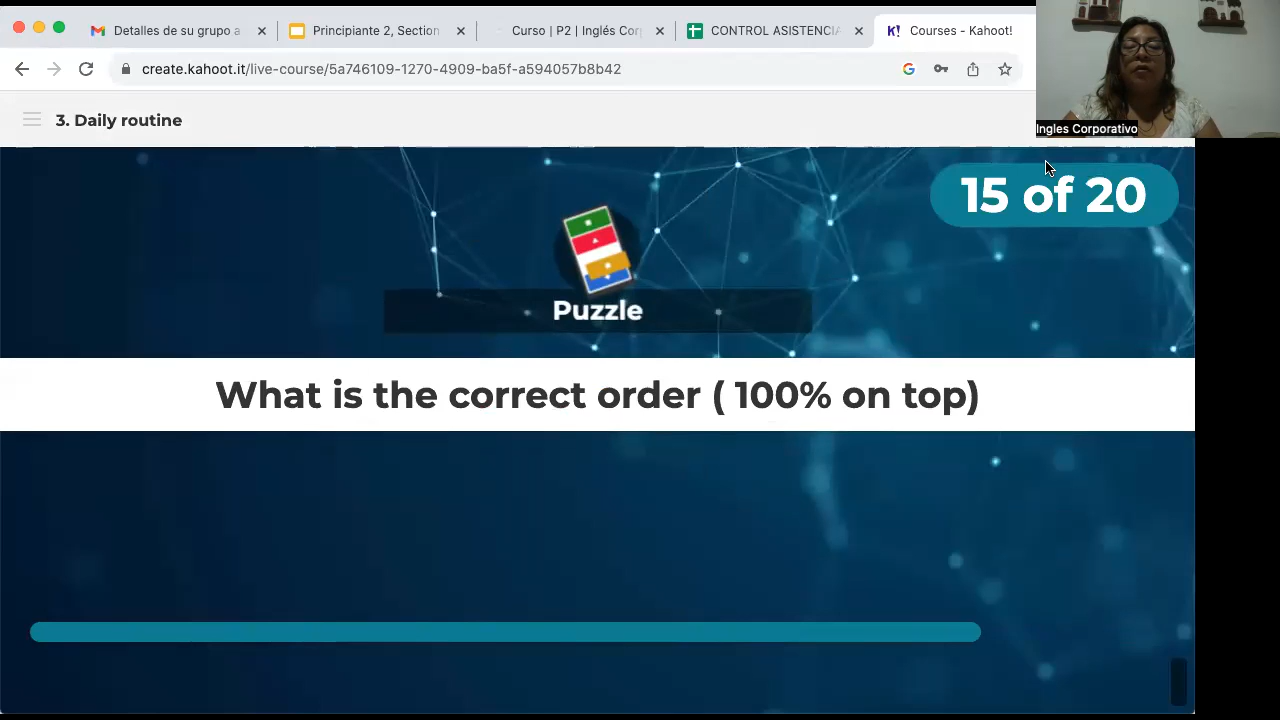 Detalles de su grupo a
Principiante 2, Section
Curso | P2 | Inglés Cor
CONTROL ASISTENCIA
K! Courses - Kahoot!
create.kahoot.it/live-course/5a746109-1270-4909-ba5f-a594057b8b42
Ingles Corporativo
3. Daily routine
15 of 20
Puzzle
What is the correct order ( 100% on top)